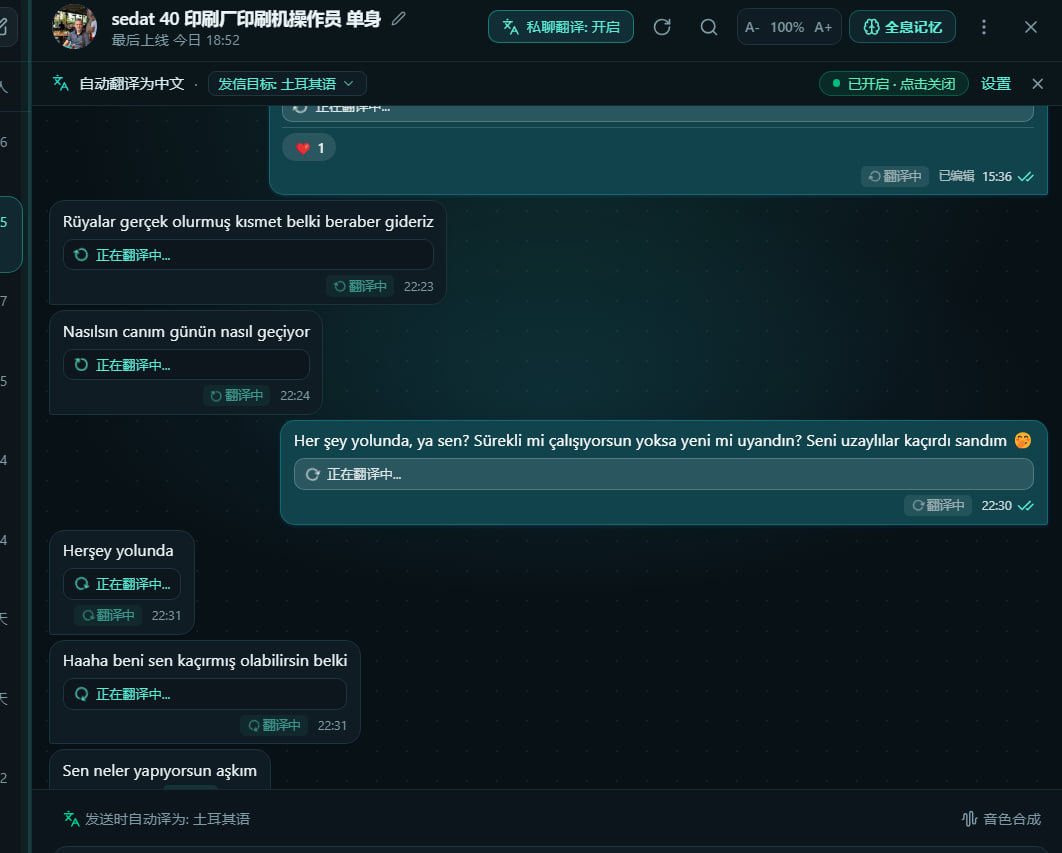 sedat 40 印刷厂印刷机操作员 单身
最后上线 今日 18:52
私聊翻译: 开启
A- 100% A+
全息记忆
自动翻译为中文 · 发信目标: 土耳其语
已开启 · 点击关闭
设置
正在翻译中...
❤️ 1
翻译中 已编辑 15:36
Rüyalar gerçek olurmuş kısmet belki beraber gideriz
正在翻译中...
翻译中 22:23
Nasılsın canım günün nasıl geçiyor
正在翻译中...
翻译中 22:24
Her şey yolunda, ya sen? Sürekli mi çalışıyorsun yoksa yeni mi uyandın? Seni uzaylılar kaçırdı sandım 🤭
正在翻译中...
翻译中 22:30
Herşey yolunda
正在翻译中...
翻译中 22:31
Haaha beni sen kaçırmış olabilirsin belki
正在翻译中...
翻译中 22:31
Sen neler yapıyorsun aşkım
发送时自动译为: 土耳其语
音色合成